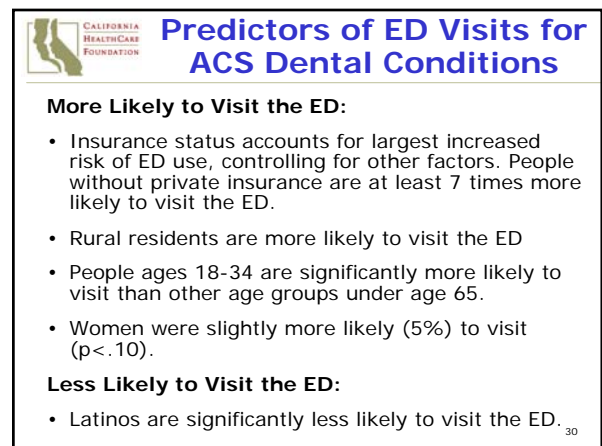 CALIFORNIA
HEALTHCARE
FOUNDATION
Predictors of ED Visits for
ACS Dental Conditions
More Likely to Visit the ED:
• Insurance status accounts for largest increased
risk of ED use, controlling for other factors. People
without private insurance are at least 7 times more
likely to visit the ED.
• Rural residents are more likely to visit the ED
• People ages 18-34 are significantly more likely to
visit than other age groups under age 65.
• Women were slightly more likely (5%) to visit
(p<.10).
Less Likely to Visit the ED:
• Latinos are significantly less likely to visit the ED.
30